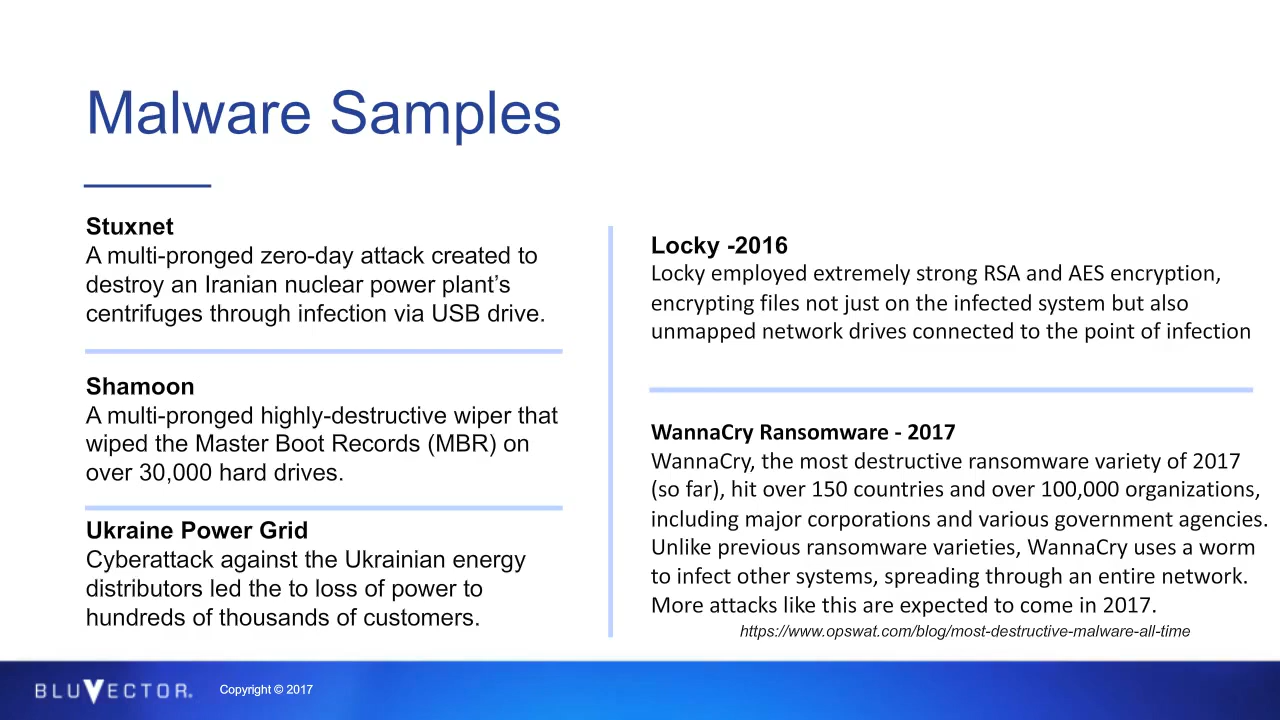 Malware Samples
Stuxnet
A multi-pronged zero-day attack created to
destroy an Iranian nuclear power plant’s
centrifuges through infection via USB drive.
Shamoon
A multi-pronged highly-destructive wiper that
wiped the Master Boot Records (MBR) on
over 30,000 hard drives.
Ukraine Power Grid
Cyberattack against the Ukrainian energy
distributors led the to loss of power to
hundreds of thousands of customers.
Locky -2016
Locky employed extremely strong RSA and AES encryption,
encrypting files not just on the infected system but also
unmapped network drives connected to the point of infection
WannaCry Ransomware - 2017
WannaCry, the most destructive ransomware variety of 2017
(so far), hit over 150 countries and over 100,000 organizations,
including major corporations and various government agencies.
Unlike previous ransomware varieties, WannaCry uses a worm
to infect other systems, spreading through an entire network.
More attacks like this are expected to come in 2017.
https://www.opswat.com/blog/most-destructive-malware-all-time
BLUVECTOR.
Copyright © 2017